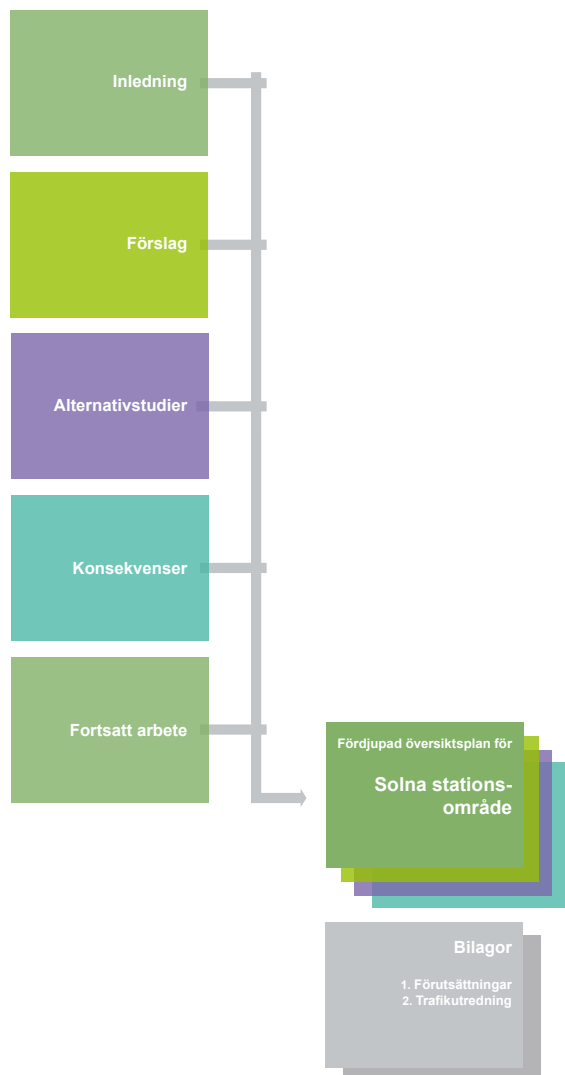 Inledning
Förslag
Alternativstudier
Konsekvenser
Fortsatt arbete
Fördjupad översiktsplan för
Solna stations-
område
Bilagor
1. Förutsättningar
2. Trafikutredning